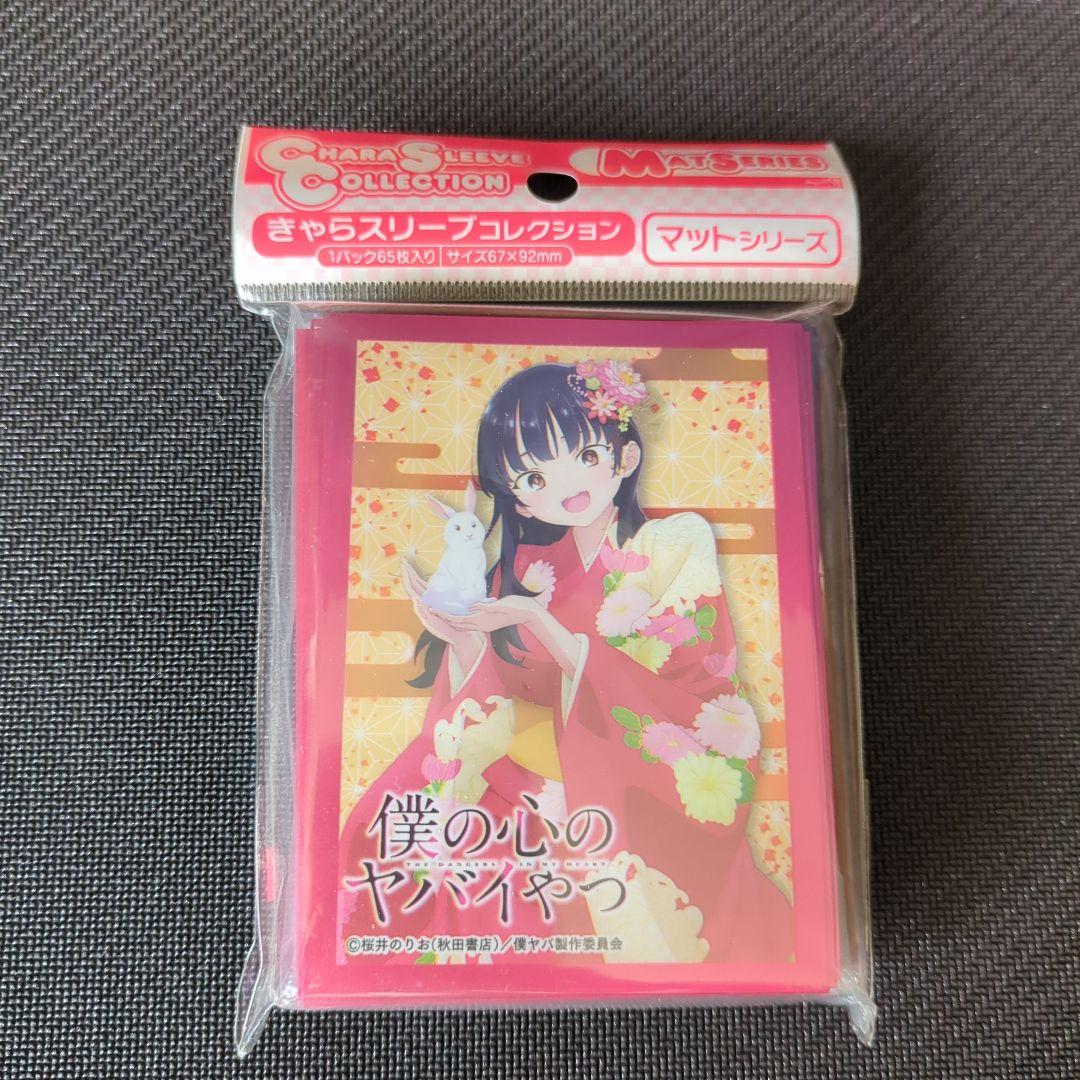 CHARA SLEEVE
COLLECTION
MAT SERIES
きゃらスリーブコレクション
マットシリーズ
1パック65枚入り サイズ67×92mm
僕の心の
THE DANGERS IN MY HEART
ヤバイやつ
©桜井のりお(秋田書店)/僕ヤバ製作委員会